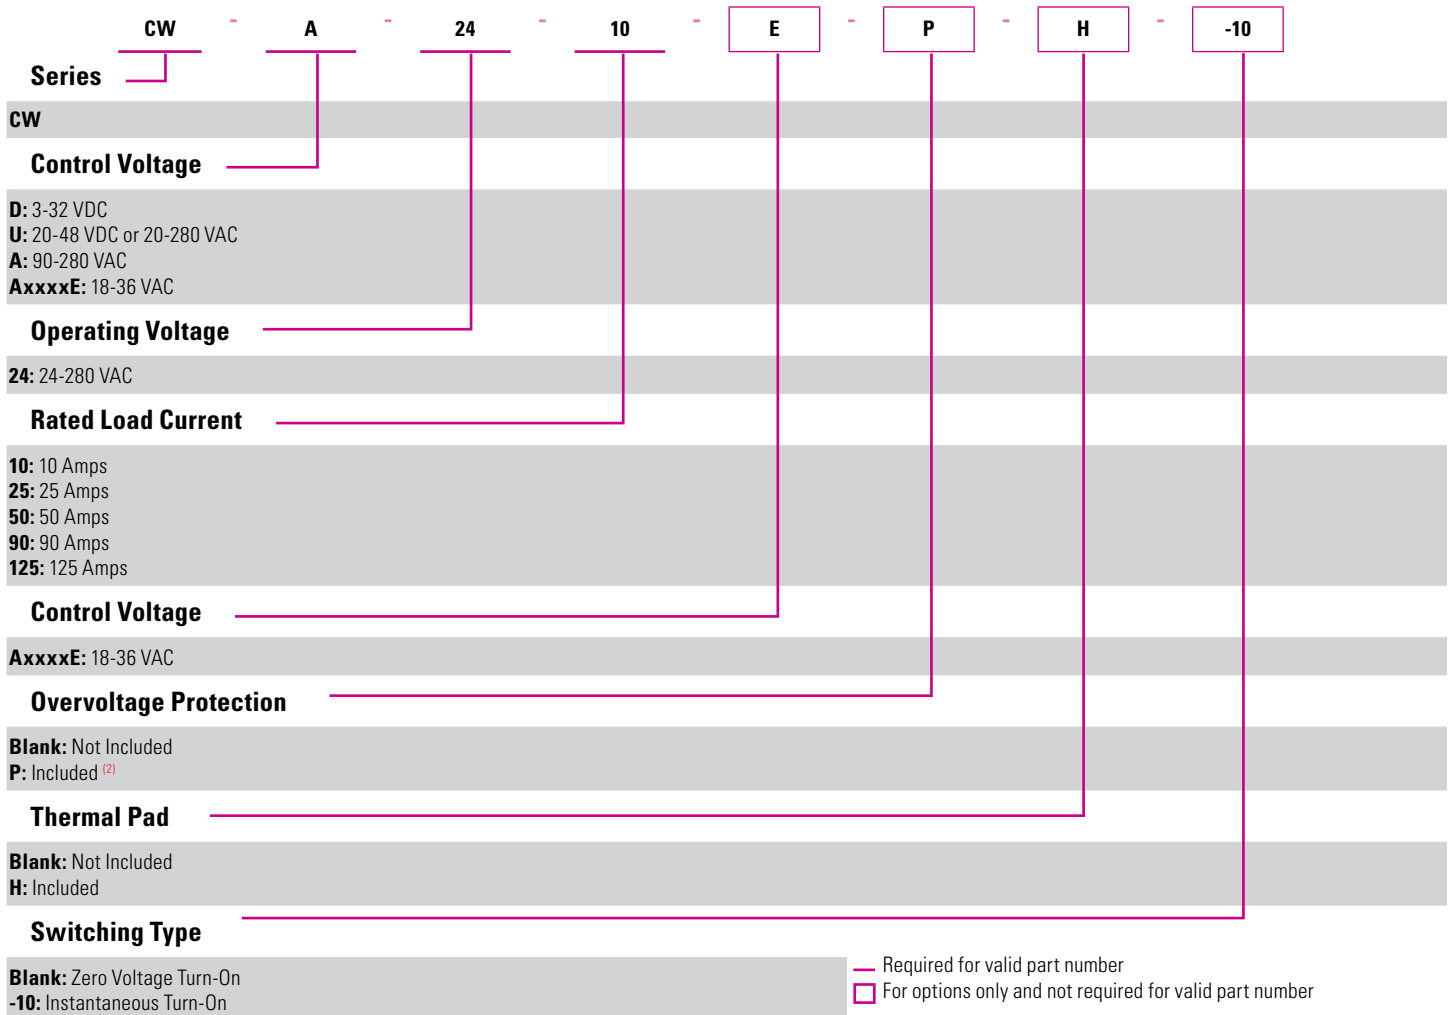 CW - A - 24 - 10 - E - P - H - -10
Series
CW
Control Voltage
D: 3-32 VDC
U: 20-48 VDC or 20-280 VAC
A: 90-280 VAC
AxxxxE: 18-36 VAC
Operating Voltage
24: 24-280 VAC
Rated Load Current
10: 10 Amps
25: 25 Amps
50: 50 Amps
90: 90 Amps
125: 125 Amps
Control Voltage
AxxxxE: 18-36 VAC
Overvoltage Protection
Blank: Not Included
P: Included (2)
Thermal Pad
Blank: Not Included
H: Included
Switching Type
Blank: Zero Voltage Turn-On
-10: Instantaneous Turn-On
Required for valid part number
For options only and not required for valid part number